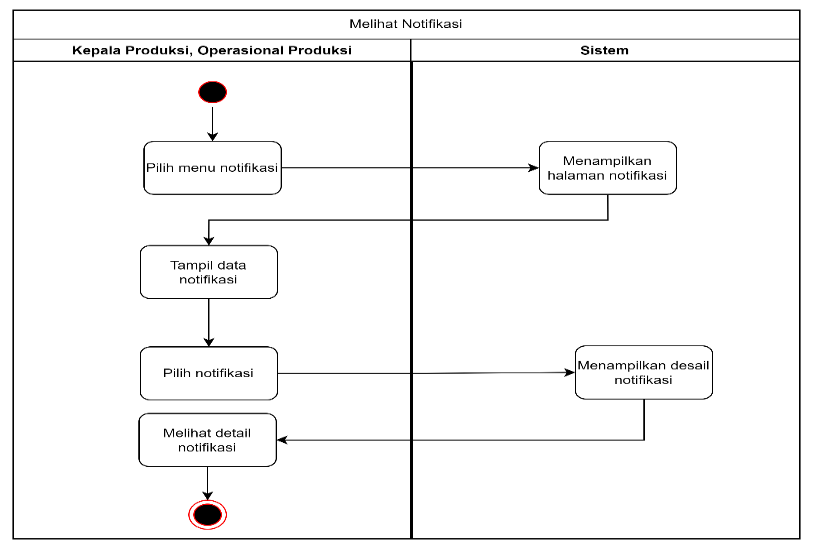 Melihat Notifikasi
Kepala Produksi, Operasional Produksi
Sistem
Pilih menu notifikasi
Menampilkan
halaman notifikasi
Tampil data
notifikasi
Pilih notifikasi
Menampilkan desail
notifikasi
Melihat detail
notifikasi